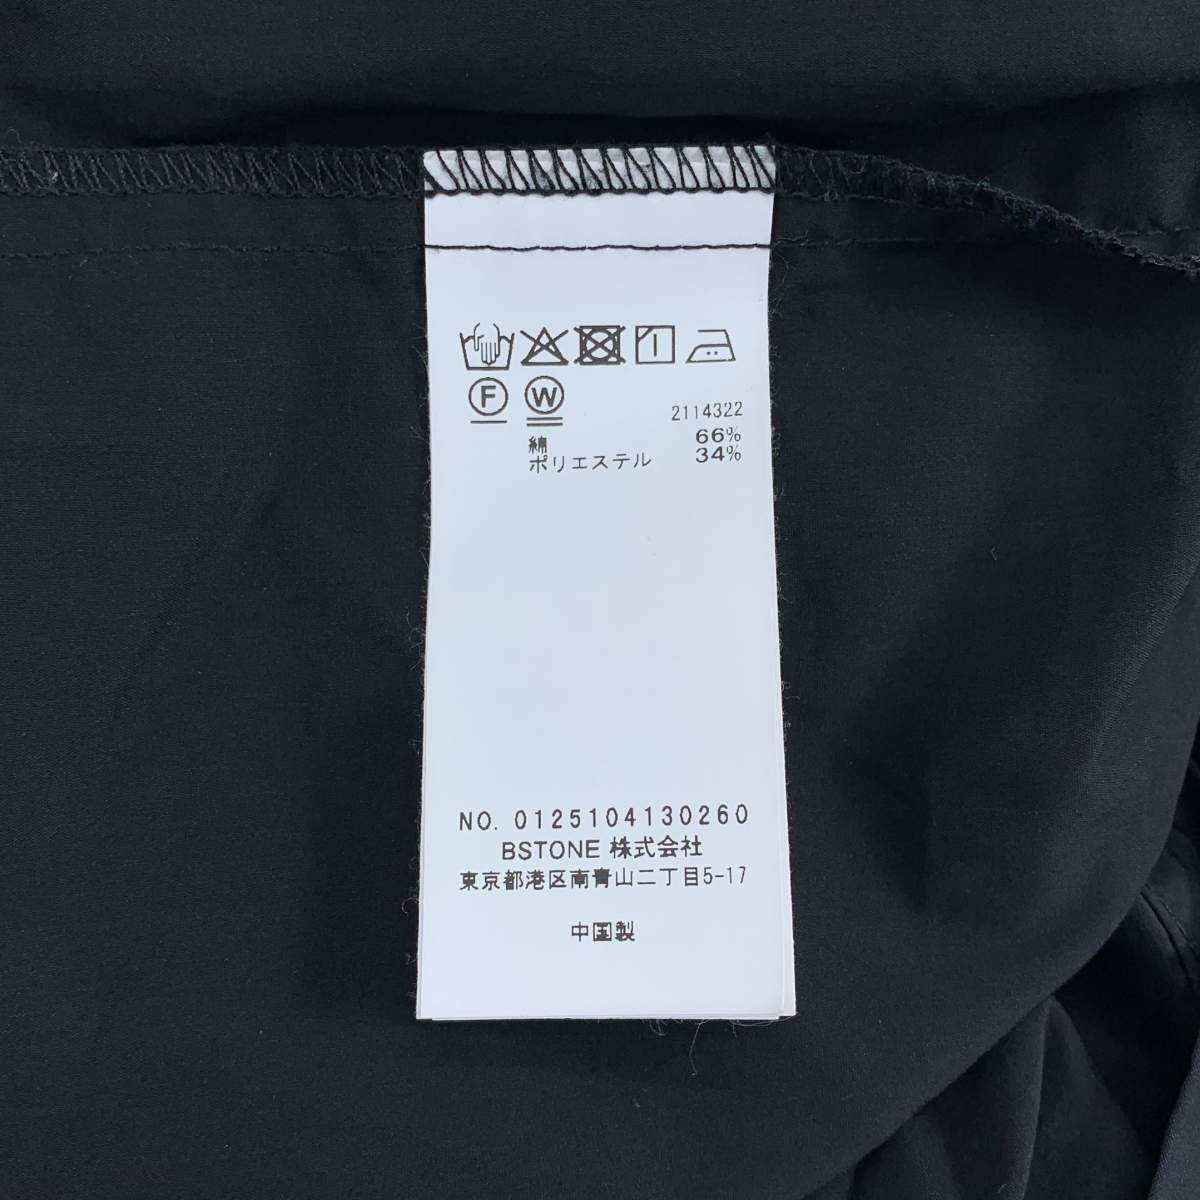 F W
2114322
綿 66%
ポリエステル 34%
NO. 0125104130260
BSTONE 株式会社
東京都港区南青山二丁目5-17
中国製